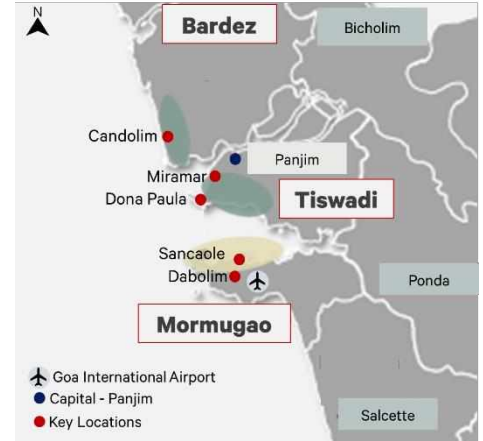 N
Bardez
Bicholim
Candolim
Panjim
Miramar
Dona Paula
Tiswadi
Sancaole
Dabolim
Ponda
Mormugao
Goa International Airport
Capital - Panjim
Key Locations
Salcette